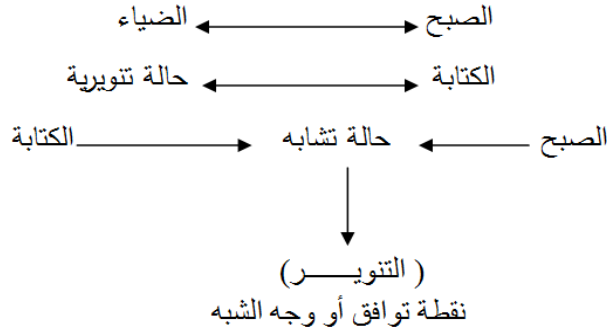 الصبح الضياء
الكتابة حالة تنويرية
الصبح حالة تشابه الكتابة
( التنويـــــر)
نقطة توافق أو وجه الشبه